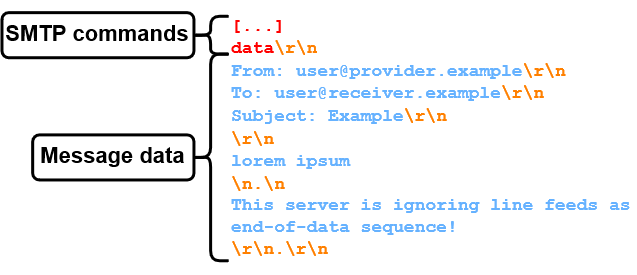 SMTP commands
[...]
data\r\n
From: user@provider.example\r\n
To: user@receiver.example\r\n
Subject: Example\r\n
\r\n
Message data
lorem ipsum
\n.\n
This server is ignoring line feeds as
end-of-data sequence!
\r\n.\r\n